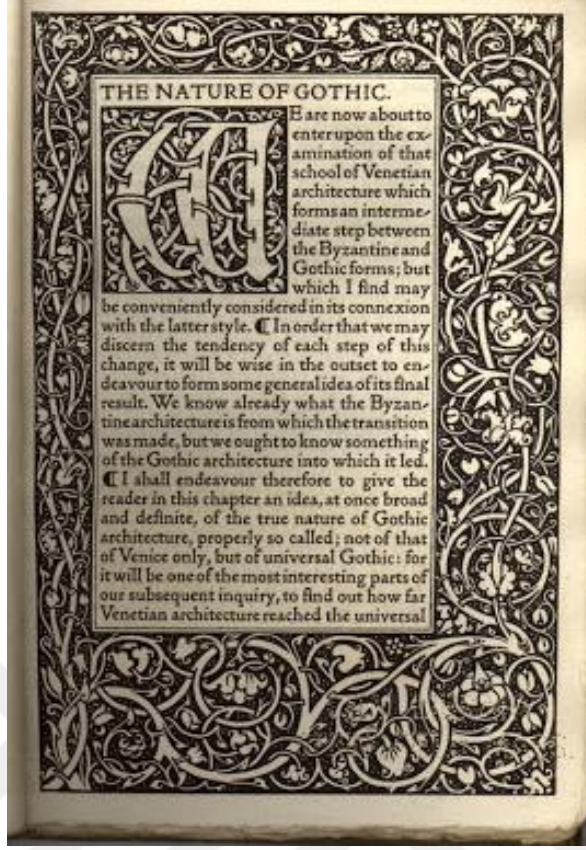 THE NATURE OF GOTHIC.
WE are now about to
enter upon the ex-
amination of that
school of Venetian
architecture which
forms an interme-
diate step between
the Byzantine and
Gothic forms; but
which I find may
be conveniently considered in its connexion
with the latter style. ¶ In order that we may
discern the tendency of each step of this
change, it will be wise in the outset to en-
deavour to form some general idea of its final
result. We know already what the Byzan-
tine architecture is from which the transition
was made, but we ought to know something
of the Gothic architecture into which it led.
¶ I shall endeavour therefore to give the
reader in this chapter an idea, at once broad
and definite, of the true nature of Gothic
architecture, properly so called; not of that
of Venice only, but of universal Gothic: for
it will be one of the most interesting parts of
our subsequent inquiry, to find out how far
Venetian architecture reached the universal